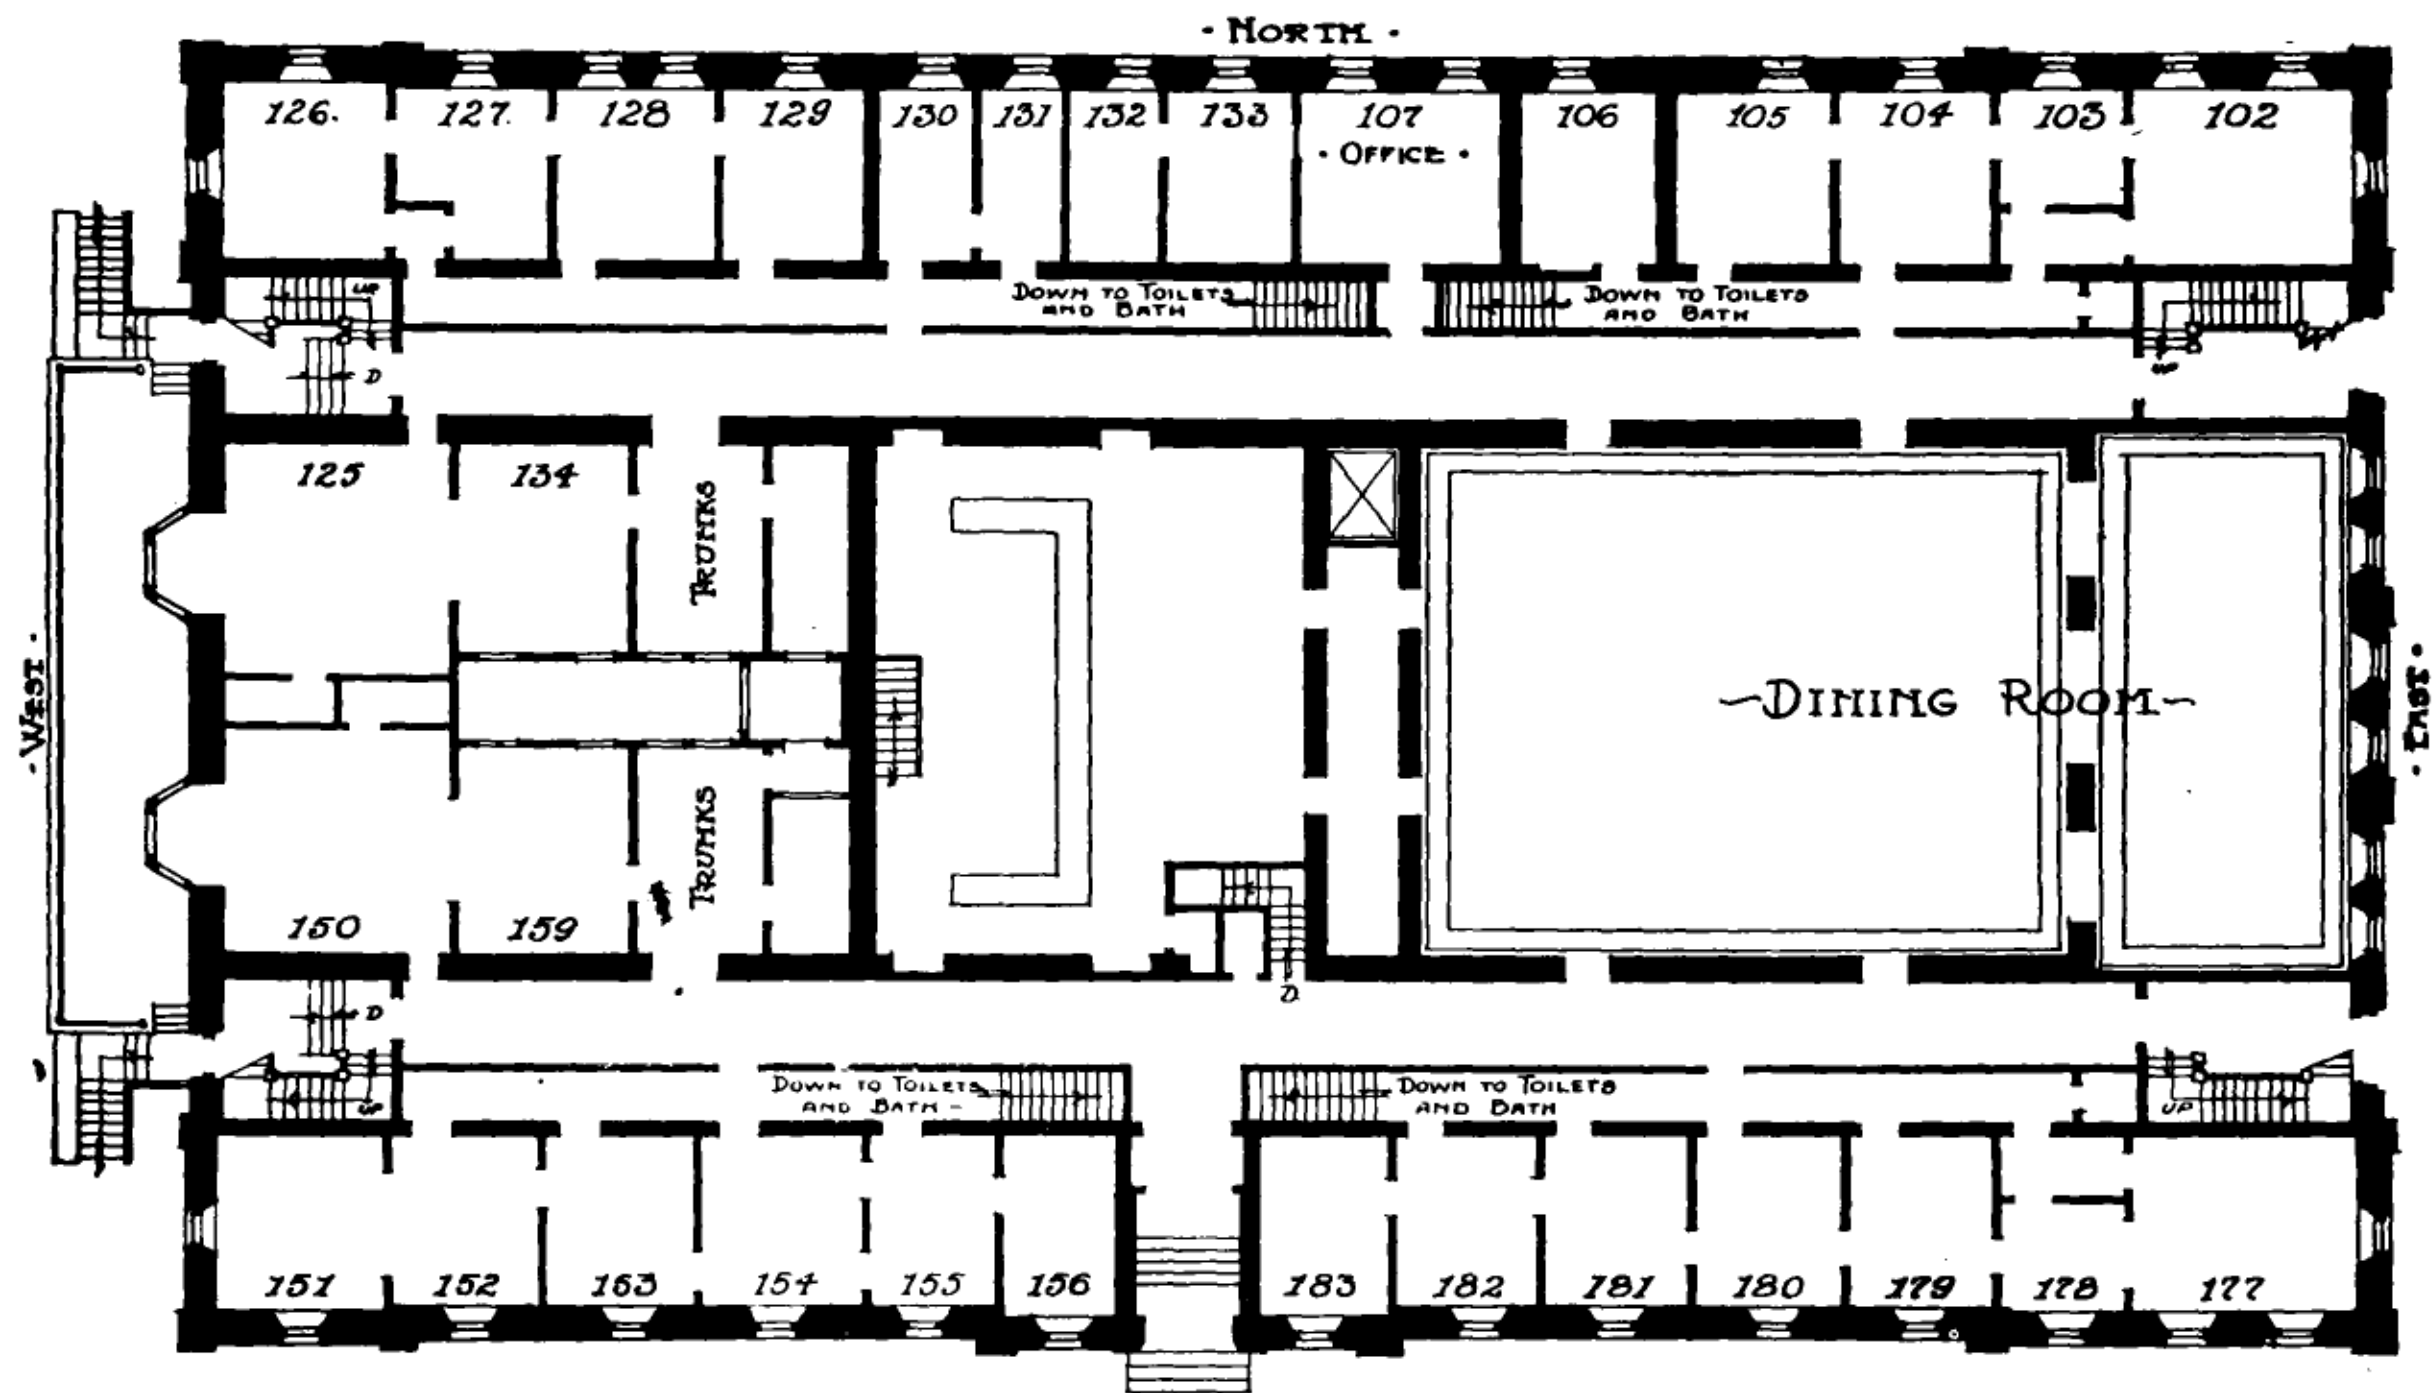 · NORTH ·
126. 127. 128 129 130 131 132 133 107 106 105 104 103 102
· OFFICE ·
UP
DOWN TO TOILETS
AND BATH
DOWN TO TOILETS
AND BATH
UP
D
125 134
TRUNKS
· WEST ·
~DINING ROOM~
· EAST ·
TRUNKS
150 159
D
D
DOWN TO TOILETS
AND BATH –
DOWN TO TOILETS
AND BATH
UP
UP
151 152 153 154 155 156 183 182 181 180 179 178 177